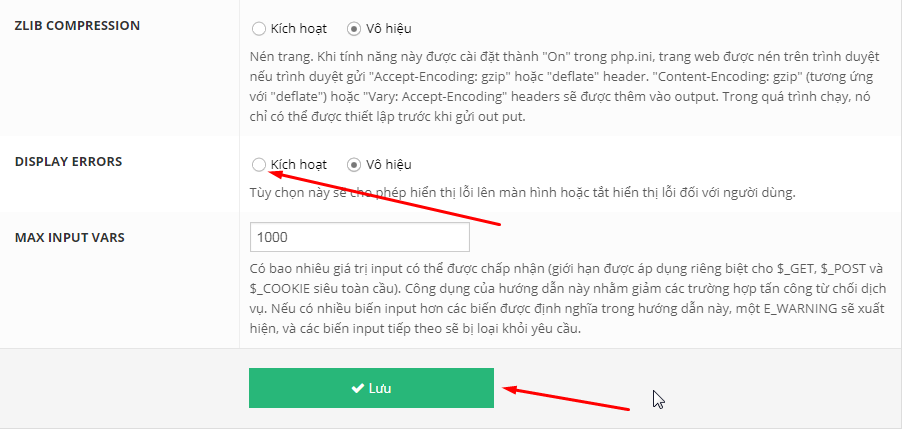 ZLIB COMPRESSION
Kích hoạt Vô hiệu
Nén trang. Khi tính năng này được cài đặt thành "On" trong php.ini, trang web được nén trên trình duyệt
nếu trình duyệt gửi "Accept-Encoding: gzip" hoặc "deflate" header. "Content-Encoding: gzip" (tương ứng
với "deflate") hoặc "Vary: Accept-Encoding" headers sẽ được thêm vào output. Trong quá trình chạy, nó
chỉ có thể được thiết lập trước khi gửi out put.
DISPLAY ERRORS
Kích hoạt Vô hiệu
Tùy chọn này sẽ cho phép hiển thị lỗi lên màn hình hoặc tắt hiển thị lỗi đối với người dùng.
MAX INPUT VARS
1000
Có bao nhiêu giá trị input có thể được chấp nhận (giới hạn được áp dụng riêng biệt cho $_GET, $_POST và
$_COOKIE siêu toàn cầu). Công dụng của hướng dẫn này nhằm giảm các trường hợp tấn công từ chối dịch
vụ. Nếu có nhiều biến input hơn các biến được định nghĩa trong hướng dẫn này, một E_WARNING sẽ xuất
hiện, và các biến input tiếp theo sẽ bị loại khỏi yêu cầu.
Lưu